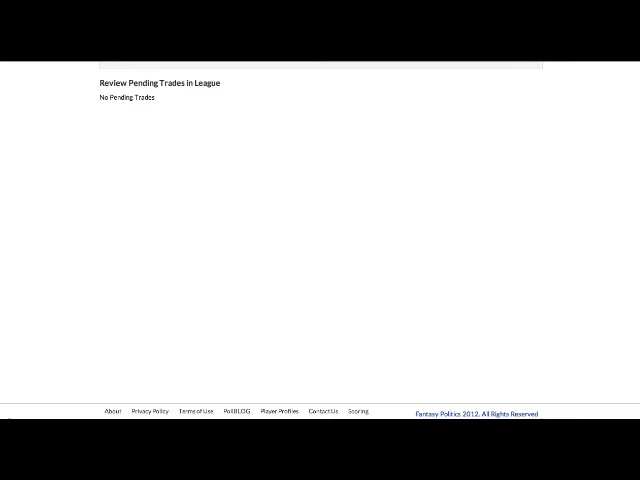 Review Pending Trades in League
No Pending Trades
About Privacy Policy Terms of Use PoliBLOG Player Profiles Contact Us Scoring
Fantasy Politics 2012. All Rights Reserved